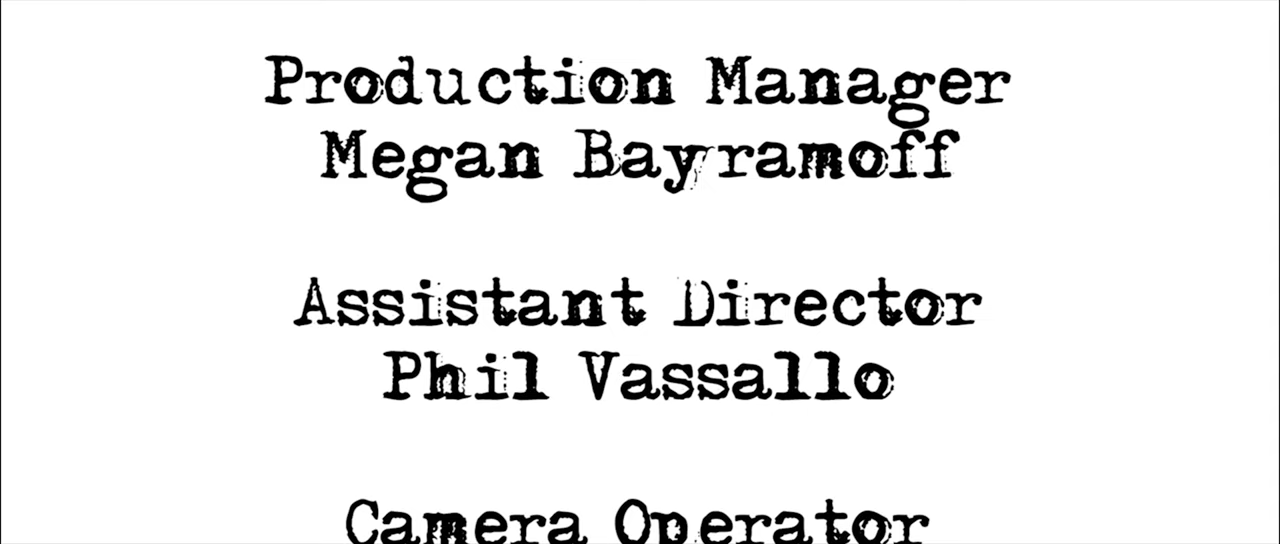 Production Manager
Megan Bayramoff
Assistant Director
Phil Vassallo
Camera Operator